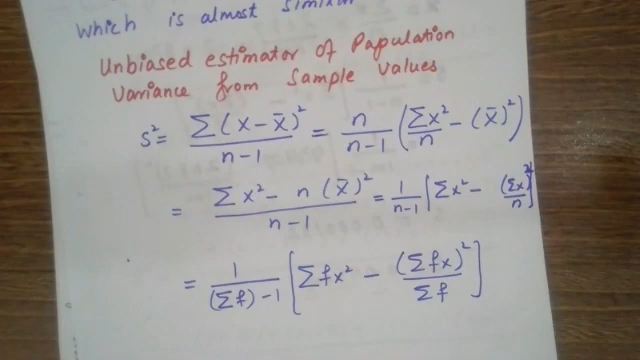 which is almost similar
Unbiased estimator of Papulation
variance from Sample values
S² = Σ(x-x̄)² / n-1 = n / n-1 (Σx² / n - (x̄)²)
= Σx² - n(x̄)² / n-1 = 1 / n-1 [Σx² - (Σx)² / n]
= 1 / (Σf)-1 [Σfx² - (Σfx)² / Σf]